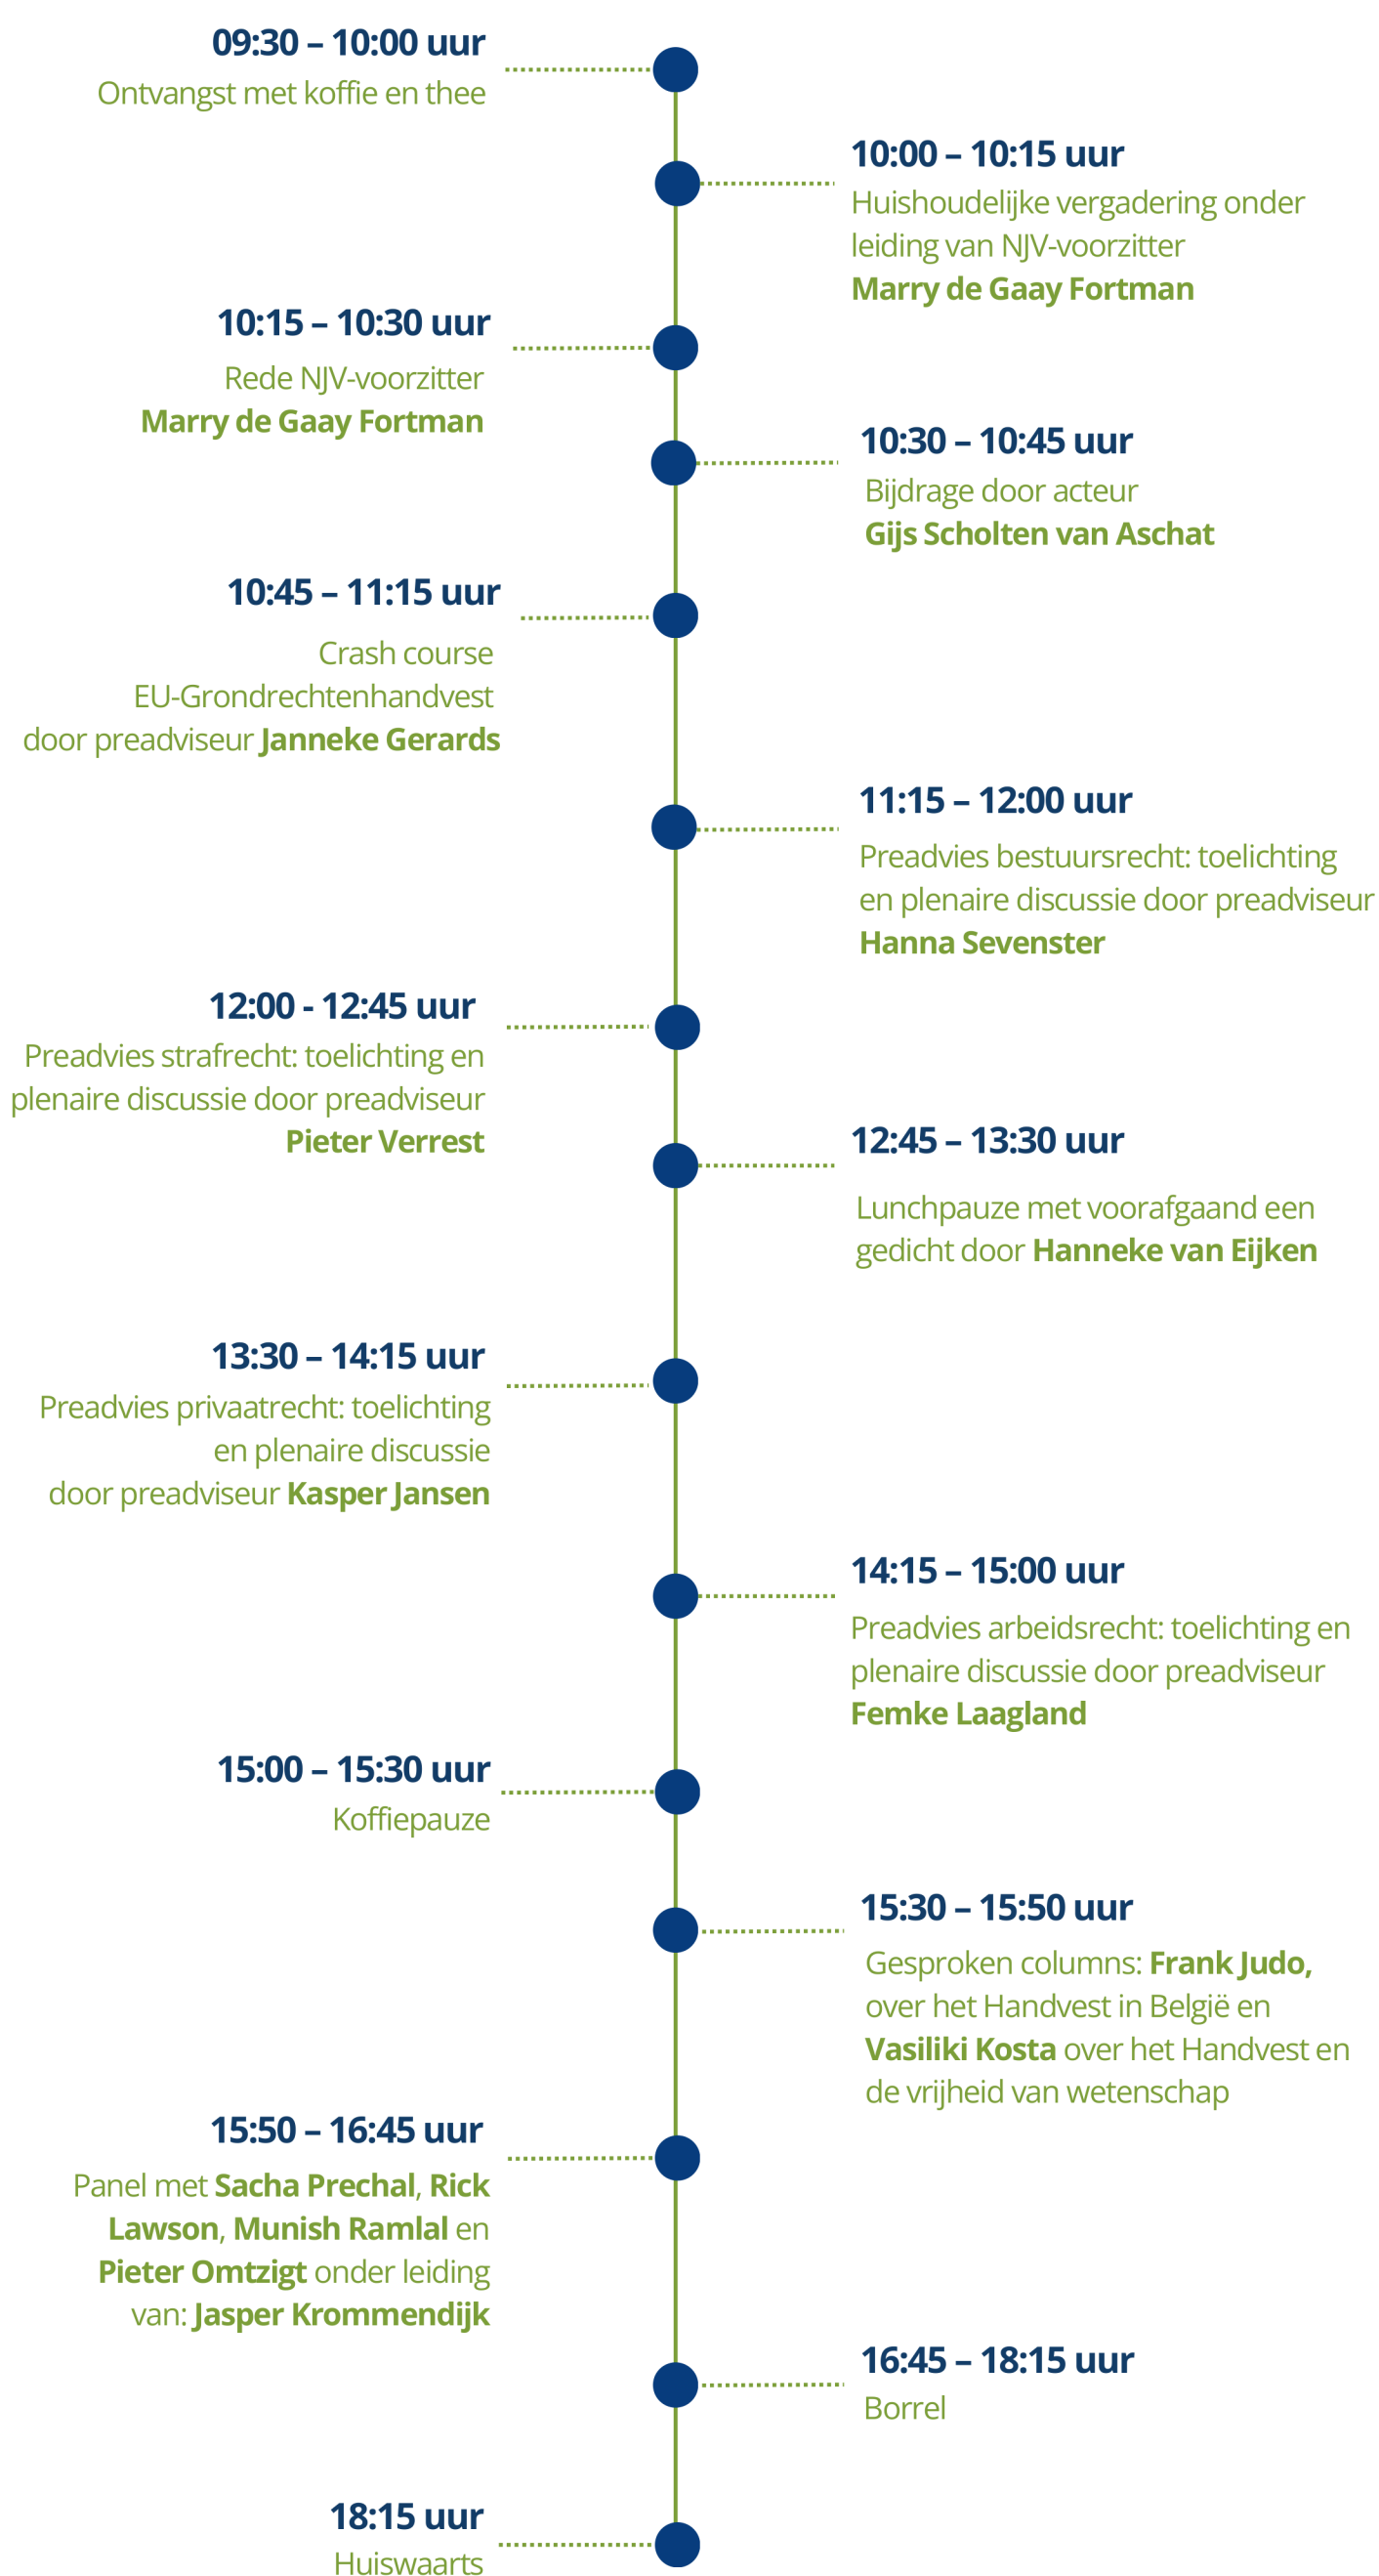 09:30 – 10:00 uur
Ontvangst met koffie en thee
10:00 – 10:15 uur
Huishoudelijke vergadering onder
leiding van NJV-voorzitter
Marry de Gaay Fortman
10:15 – 10:30 uur
Rede NJV-voorzitter
Marry de Gaay Fortman
10:30 – 10:45 uur
Bijdrage door acteur
Gijs Scholten van Aschat
10:45 – 11:15 uur
Crash course
EU-Grondrechtenhandvest
door preadviseur Janneke Gerards
11:15 – 12:00 uur
Preadvies bestuursrecht: toelichting
en plenaire discussie door preadviseur
Hanna Sevenster
12:00 - 12:45 uur
Preadvies strafrecht: toelichting en
plenaire discussie door preadviseur
Pieter Verrest
12:45 – 13:30 uur
Lunchpauze met voorafgaand een
gedicht door Hanneke van Eijken
13:30 – 14:15 uur
Preadvies privaatrecht: toelichting
en plenaire discussie
door preadviseur Kasper Jansen
14:15 – 15:00 uur
Preadvies arbeidsrecht: toelichting en
plenaire discussie door preadviseur
Femke Laagland
15:00 – 15:30 uur
Koffiepauze
15:30 – 15:50 uur
Gesproken columns: Frank Judo,
over het Handvest in België en
Vasiliki Kosta over het Handvest en
de vrijheid van wetenschap
15:50 – 16:45 uur
Panel met Sacha Prechal, Rick
Lawson, Munish Ramlal en
Pieter Omtzigt onder leiding
van: Jasper Krommendijk
16:45 – 18:15 uur
Borrel
18:15 uur
Huiswaarts